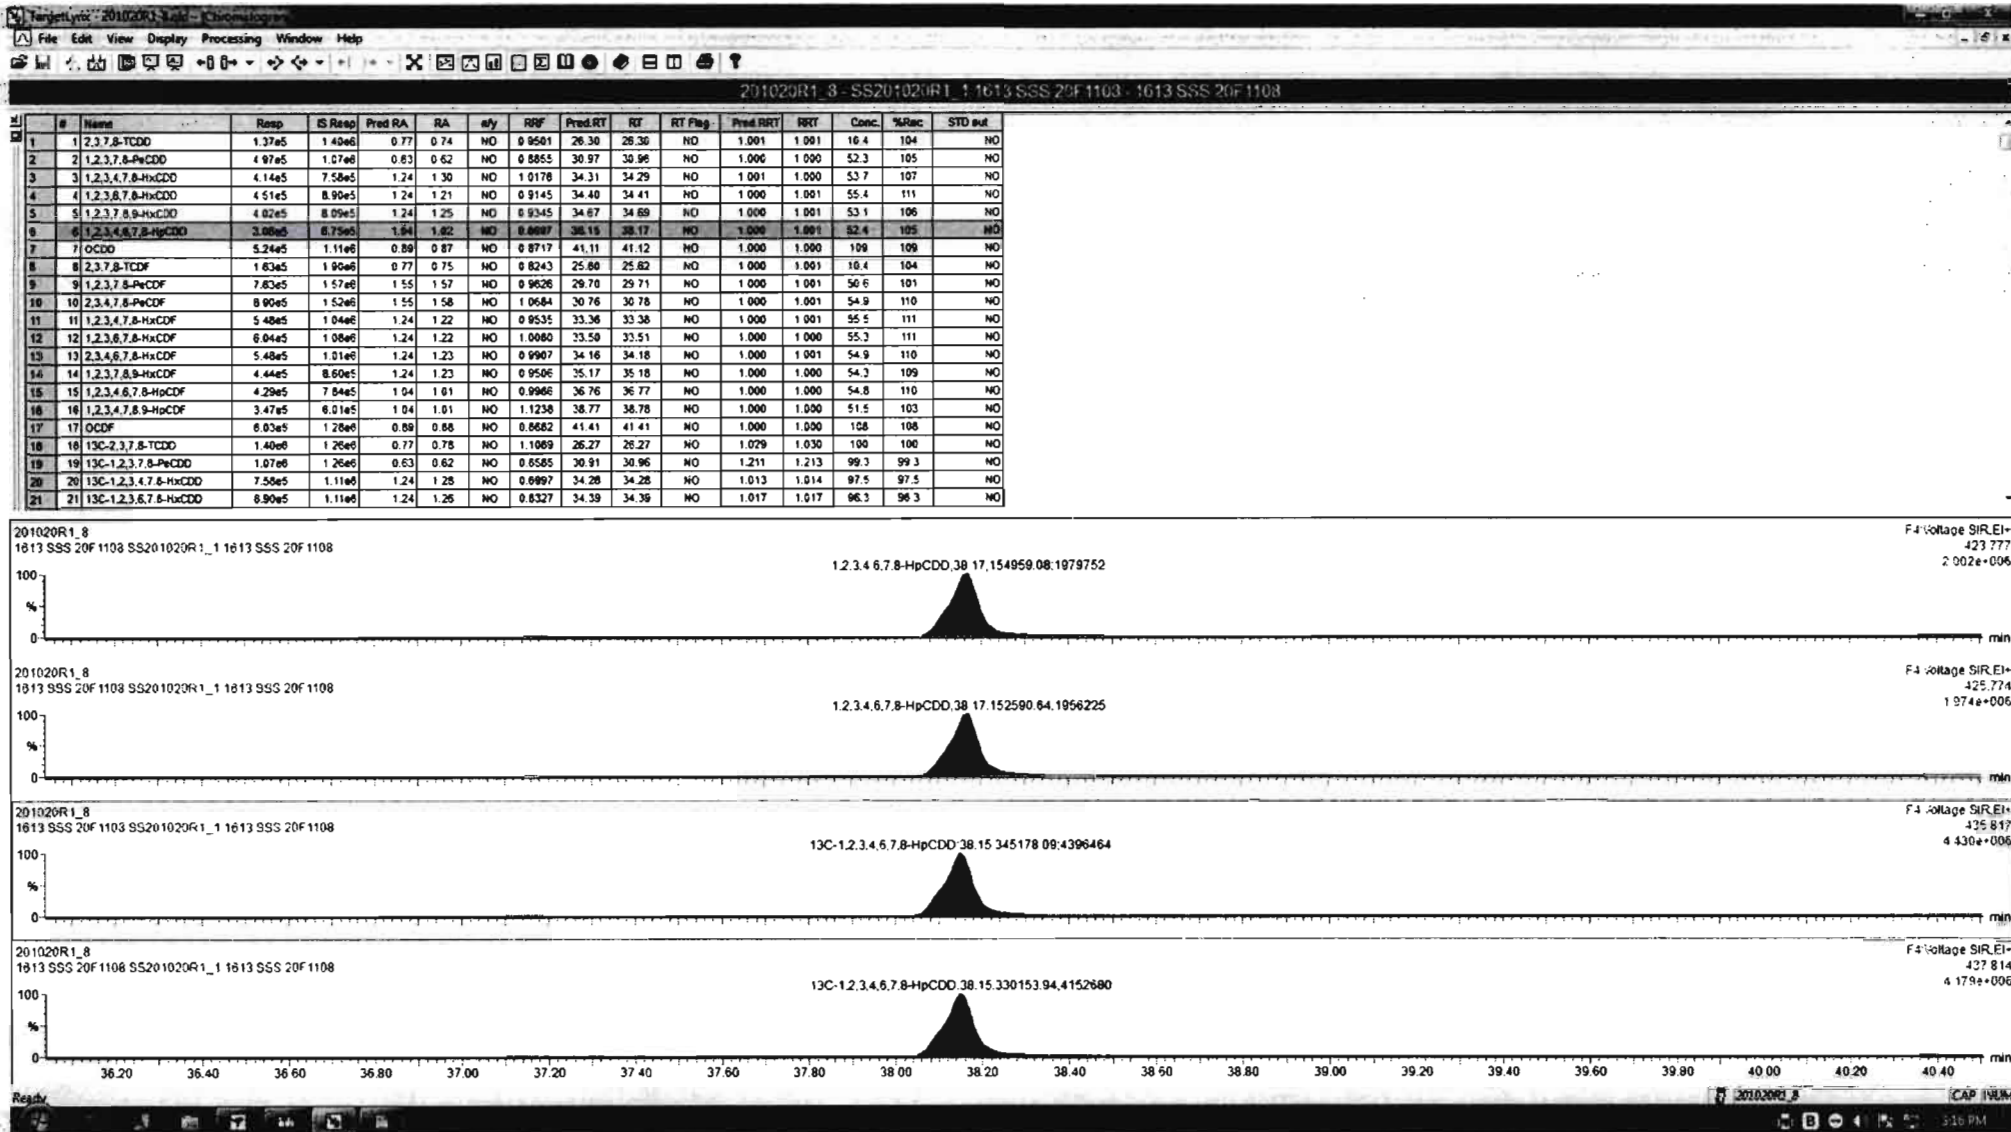 File Edit View Display Processing Window Help
201020R1_8 - SS201020R1_1 1613 SSS 20F1108 - 1613 SSS 20F1108
# Name Resp IS Resp Pred RA RA n/y RRF Pred.RT RT RT Flag Pred RRT RRT Conc. %Rec STD out
1 1 2,3,7,8-TCDD 1.37e5 1.40e6 0.77 0.74 NO 0.9501 26.30 26.30 NO 1.001 1.001 10.4 104 NO
2 2 1,2,3,7,8-PeCDD 4.97e5 1.07e6 0.63 0.62 NO 0.8855 30.97 30.96 NO 1.000 1.000 52.3 105 NO
3 3 1,2,3,4,7,8-HxCDD 4.14e5 7.58e5 1.24 1.30 NO 1.0176 34.31 34.29 NO 1.001 1.000 53.7 107 NO
4 4 1,2,3,6,7,8-HxCDD 4.51e5 8.90e5 1.24 1.21 NO 0.9145 34.40 34.41 NO 1.000 1.001 55.4 111 NO
5 5 1,2,3,7,8,9-HxCDD 4.02e5 8.09e5 1.24 1.25 NO 0.9345 34.67 34.69 NO 1.000 1.001 53.1 106 NO
6 6 1,2,3,4,6,7,8-HpCDD 3.08e5 6.75e5 1.04 1.02 NO 38.15 38.17 NO 1.000 1.001 52.4 105 NO
7 7 OCDD 5.24e5 1.11e6 0.89 0.87 NO 0.8717 41.11 41.12 NO 1.000 1.000 109 109 NO
8 8 2,3,7,8-TCDF 1.63e5 1.90e6 0.77 0.75 NO 0.8243 25.60 25.62 NO 1.000 1.001 10.4 104 NO
9 9 1,2,3,7,8-PeCDF 7.63e5 1.57e6 1.55 1.57 NO 0.9626 29.70 29.71 NO 1.000 1.001 50.6 101 NO
10 10 2,3,4,7,8-PeCDF 8.90e5 1.52e6 1.55 1.58 NO 1.0684 30.76 30.78 NO 1.000 1.001 54.9 110 NO
11 11 1,2,3,4,7,8-HxCDF 5.48e5 1.04e6 1.24 1.22 NO 0.9535 33.36 33.38 NO 1.000 1.001 55.5 111 NO
12 12 1,2,3,6,7,8-HxCDF 6.04e5 1.08e6 1.24 1.22 NO 1.0060 33.50 33.51 NO 1.000 1.000 55.3 111 NO
13 13 2,3,4,6,7,8-HxCDF 5.48e5 1.01e6 1.24 1.23 NO 0.9907 34.16 34.18 NO 1.000 1.001 54.9 110 NO
14 14 1,2,3,7,8,9-HxCDF 4.44e5 8.60e5 1.24 1.23 NO 0.9506 35.17 35.18 NO 1.000 1.000 54.3 109 NO
15 15 1,2,3,4,6,7,8-HpCDF 4.29e5 7.84e5 1.04 1.01 NO 0.9966 36.76 36.77 NO 1.000 1.000 54.8 110 NO
16 16 1,2,3,4,7,8,9-HpCDF 3.47e5 6.01e5 1.04 1.01 NO 1.1238 38.77 38.78 NO 1.000 1.000 51.5 103 NO
17 17 OCDF 6.03e5 1.28e6 0.89 0.88 NO 0.8682 41.41 41.41 NO 1.000 1.000 108 108 NO
18 18 13C-2,3,7,8-TCDD 1.40e6 1.26e6 0.77 0.78 NO 1.1069 26.27 26.27 NO 1.029 1.030 100 100 NO
19 19 13C-1,2,3,7,8-PeCDD 1.07e6 1.26e6 0.63 0.62 NO 0.8585 30.91 30.96 NO 1.211 1.213 99.3 99.3 NO
20 20 13C-1,2,3,4,7,8-HxCDD 7.58e5 1.11e6 1.24 1.28 NO 0.6997 34.28 34.28 NO 1.013 1.014 97.5 97.5 NO
21 21 13C-1,2,3,6,7,8-HxCDD 8.90e5 1.11e6 1.24 1.26 NO 0.8327 34.39 34.39 NO 1.017 1.017 96.3 96.3 NO
201020R1_8 F4:Voltage SIR,EI+
1613 SSS 20F1108 SS201020R1_1 1613 SSS 20F1108 423.777
1,2,3,4,6,7,8-HpCDD,38.17,154959.08,1979752 2.002e+006
100
%
0
min
201020R1_8 F4:Voltage SIR,EI+
1613 SSS 20F1108 SS201020R1_1 1613 SSS 20F1108 425.774
1,2,3,4,6,7,8-HpCDD,38.17,152590.64,1956225 1.974e+006
100
%
0
min
201020R1_8 F4:Voltage SIR,EI+
1613 SSS 20F1108 SS201020R1_1 1613 SSS 20F1108 435.817
13C-1,2,3,4,6,7,8-HpCDD;38.15,345178.09;4396464 4.430e+006
100
%
0
min
201020R1_8 F4:Voltage SIR,EI+
1613 SSS 20F1108 SS201020R1_1 1613 SSS 20F1108 437.814
13C-1,2,3,4,6,7,8-HpCDD,38.15,330153.94,4152680 4.179e+006
100
%
0
min
36.20 36.40 36.60 36.80 37.00 37.20 37.40 37.60 37.80 38.00 38.20 38.40 38.60 38.80 39.00 39.20 39.40 39.60 39.80 40.00 40.20 40.40
Ready 201020R1_8 CAP NUM
3:16 PM